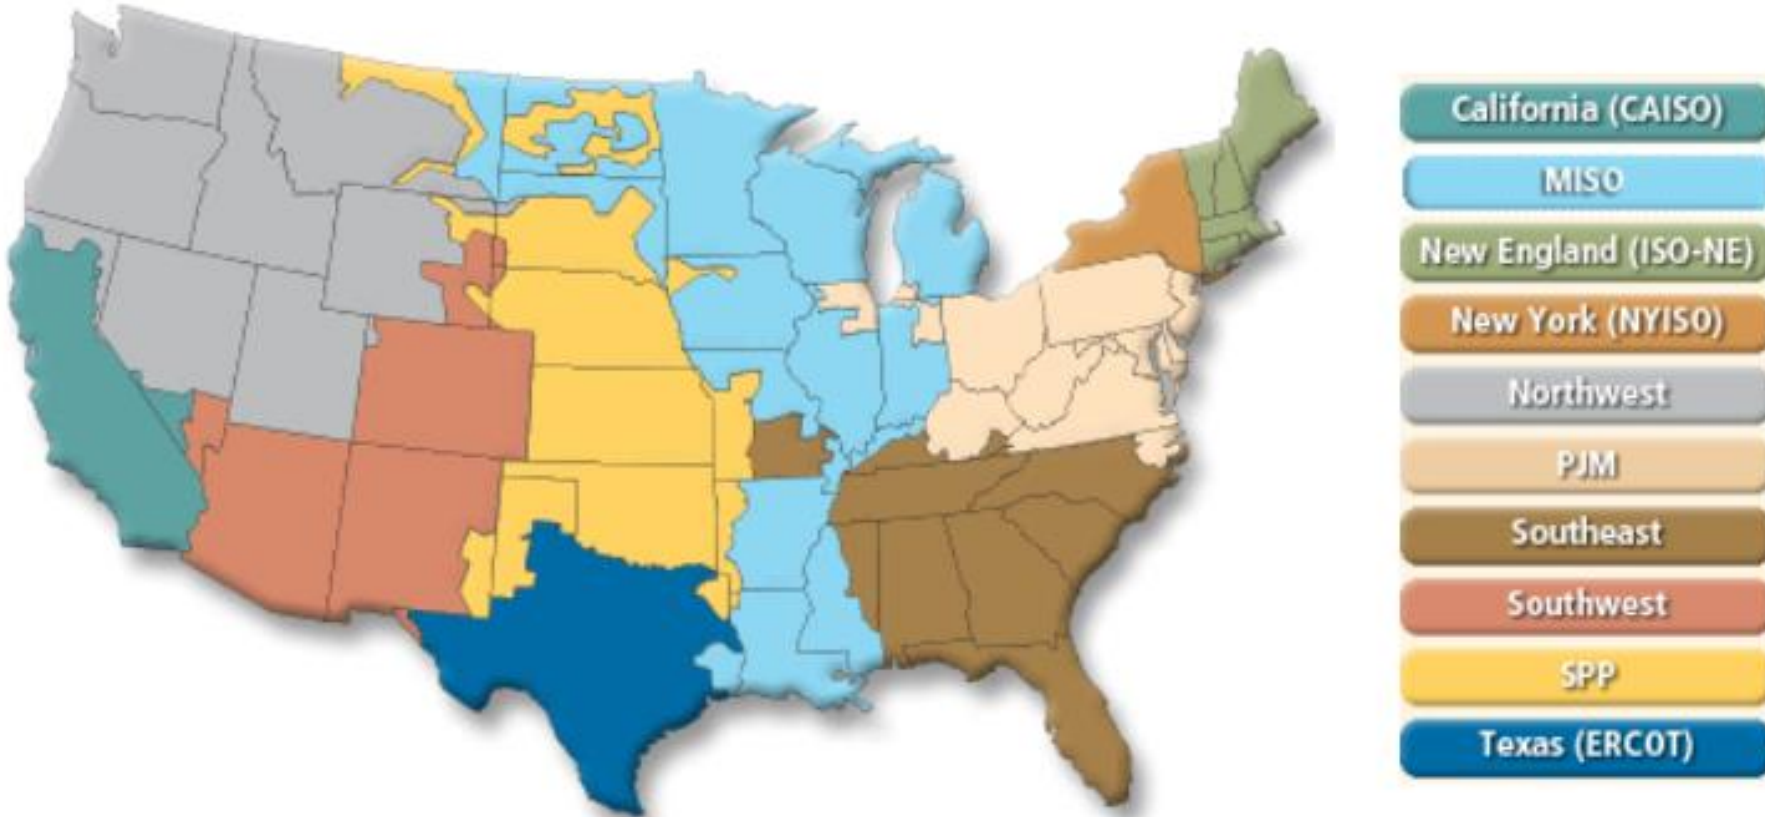 California (CAISO)
MISO
New England (ISO-NE)
New York (NYISO)
Northwest
PJM
Southeast
Southwest
SPP
Texas (ERCOT)